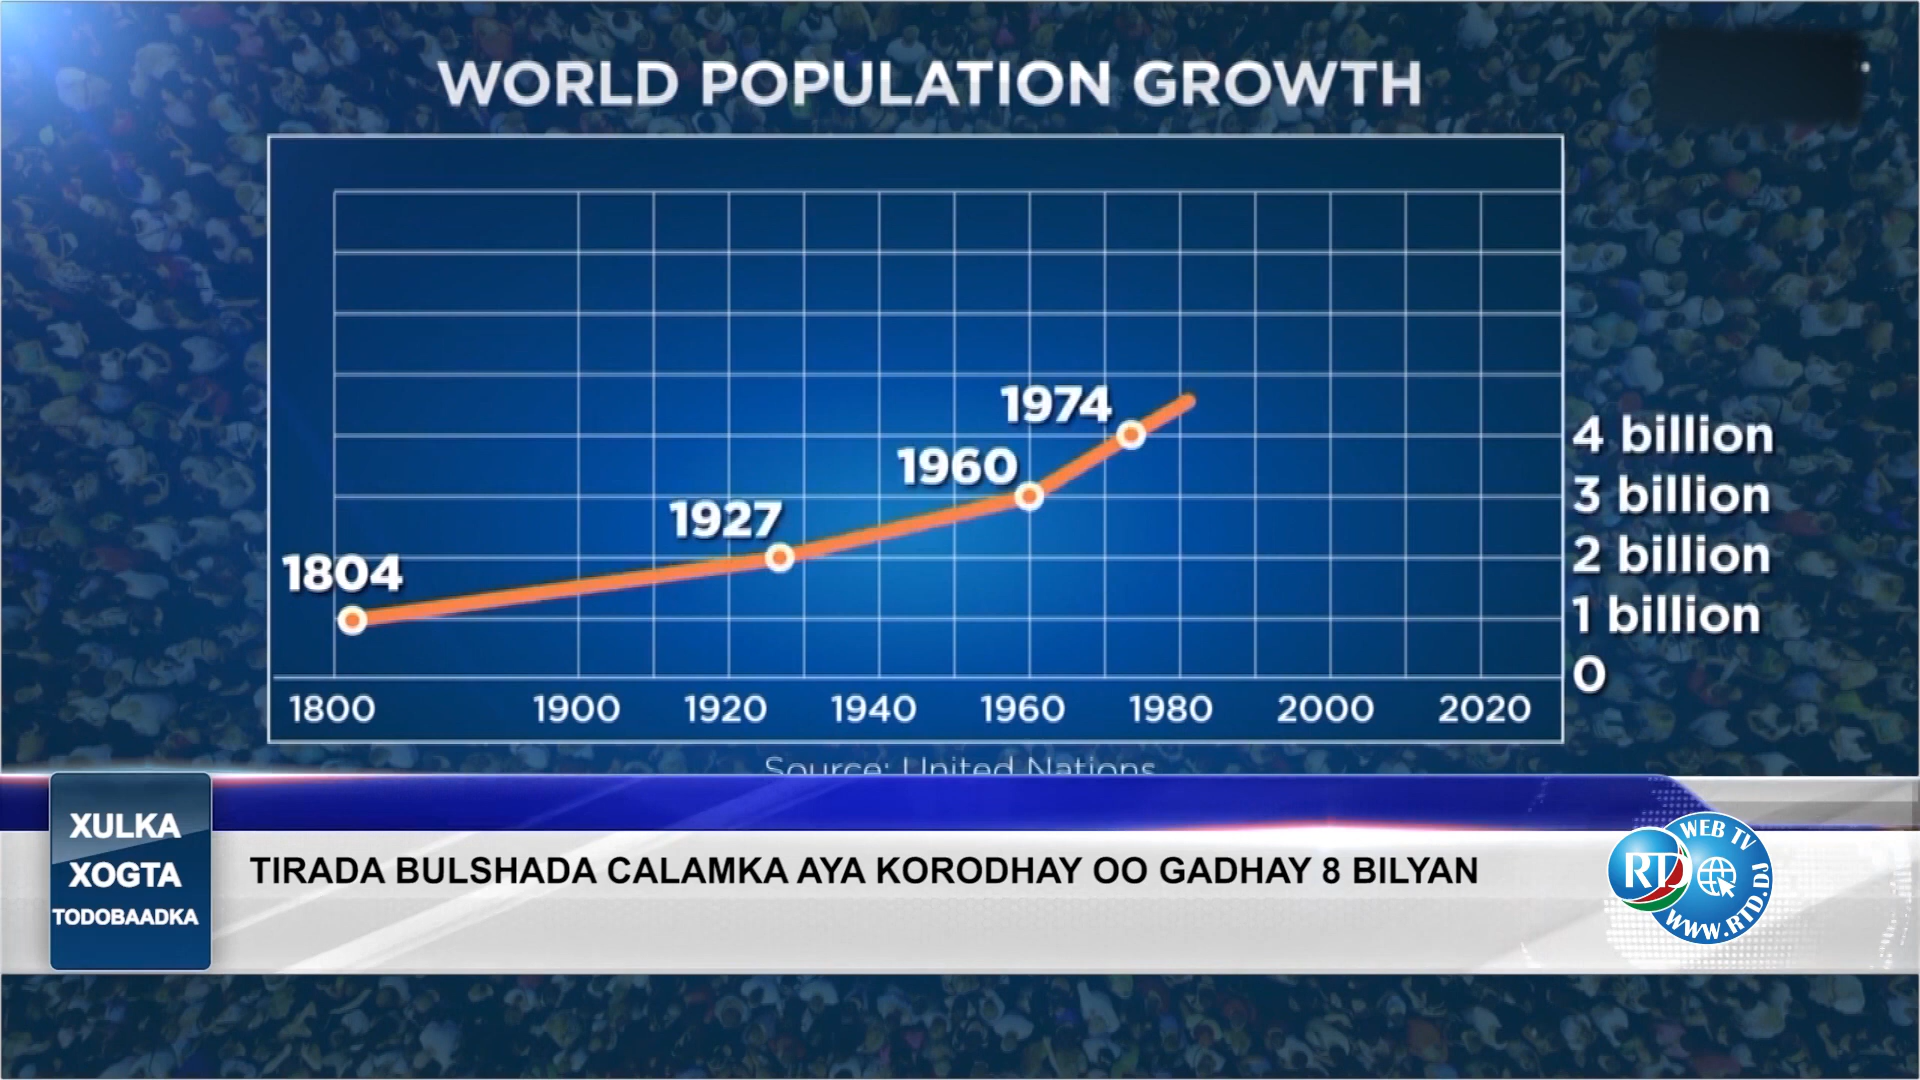 WORLD POPULATION GROWTH
1974
1960
1927
1804
4 billion
3 billion
2 billion
1 billion
0
1800 1900 1920 1940 1960 1980 2000 2020
Source: United Nations
XULKA
XOGTA
TODOBAADKA
TIRADA BULSHADA CALAMKA AYA KORODHAY OO GADHAY 8 BILYAN
WEB TV
RTD
WWW.RTD.DJ